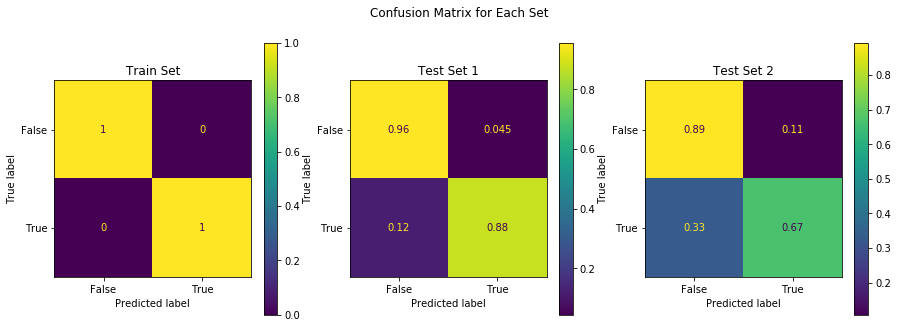 Confusion Matrix for Each Set
Train Set
True label
False
True
1
0
0
1
False
True
Predicted label
1.0
0.8
0.6
0.4
0.2
0.0
Test Set 1
True label
False
True
0.96
0.045
0.12
0.88
False
True
Predicted label
0.8
0.6
0.4
0.2
Test Set 2
True label
False
True
0.89
0.11
0.33
0.67
False
True
Predicted label
0.8
0.7
0.6
0.5
0.4
0.3
0.2